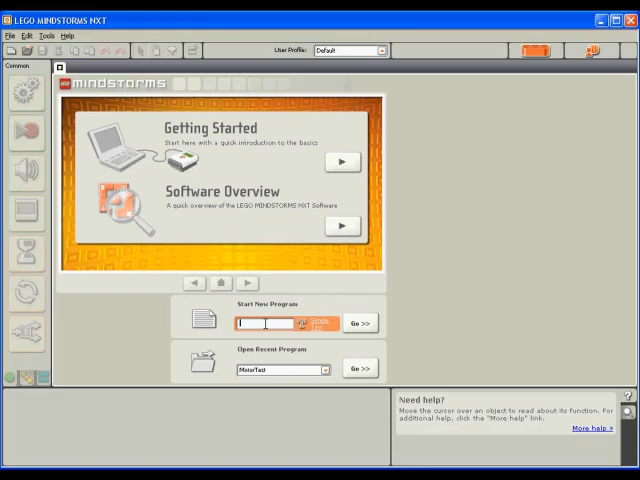 LEGO MINDSTORMS NXT
File Edit Tools Help
User Profile: Default
Common
LEGO mindstorms
Getting Started
Start here with a quick introduction to the basics
Software Overview
A quick overview of the LEGO MINDSTORMS NXT Software
Start New Program
Go >>
Open Recent Program
MotorTest
Go >>
Need help?
Move the cursor over an object to read about its function. For
additional help, click the "More help" link.
More help »